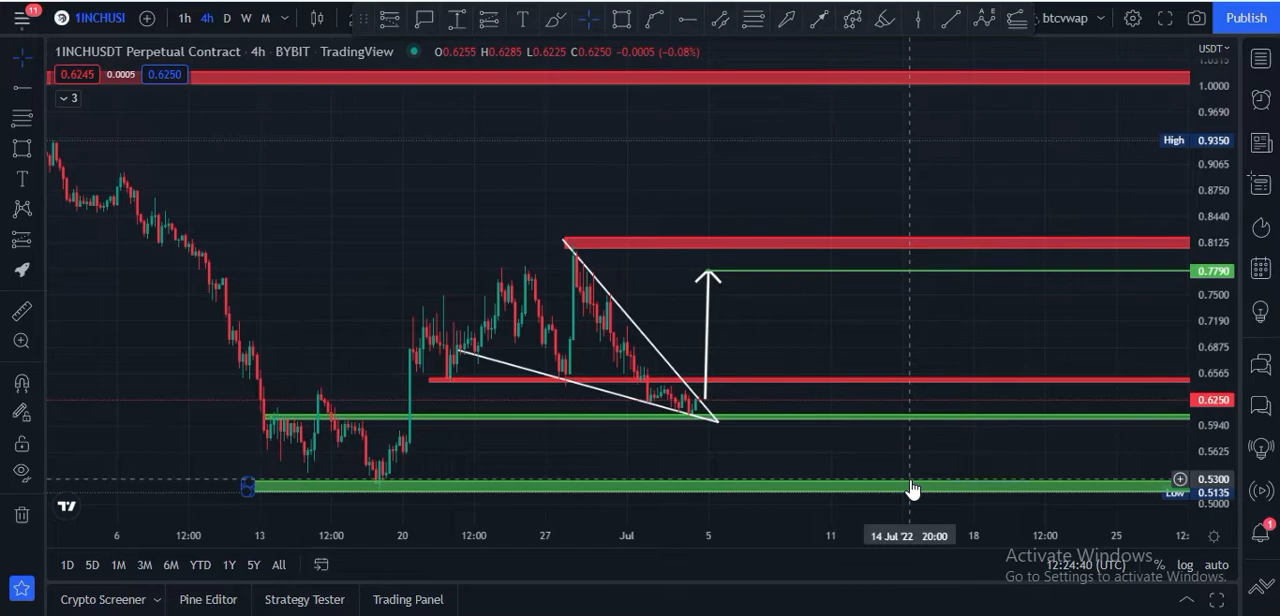 11
1INCHUSI
1h 4h D W M
btcvwap
Publish
1INCHUSDT Perpetual Contract · 4h · BYBIT · TradingView
O0.6255 H0.6285 L0.6225 C0.6250 −0.0005 (−0.08%)
USDT
0.6245 0.0005 0.6250
3
1.0315
1.0000
0.9690
High 0.9350
0.9065
0.8750
0.8440
0.8125
0.7790
0.7500
0.7190
0.6875
0.6565
0.6250
0.5940
0.5625
0.5300
Low 0.5135
0.5000
6 12:00 13 12:00 20 12:00 27 Jul 5 11 14 Jul '22 20:00 18 12:00 25 12:
1
Activate Windows
Go to Settings to activate Windows.
1D 5D 1M 3M 6M YTD 1Y 5Y All
12:24:40 (UTC) % log auto
Crypto Screener Pine Editor Strategy Tester Trading Panel